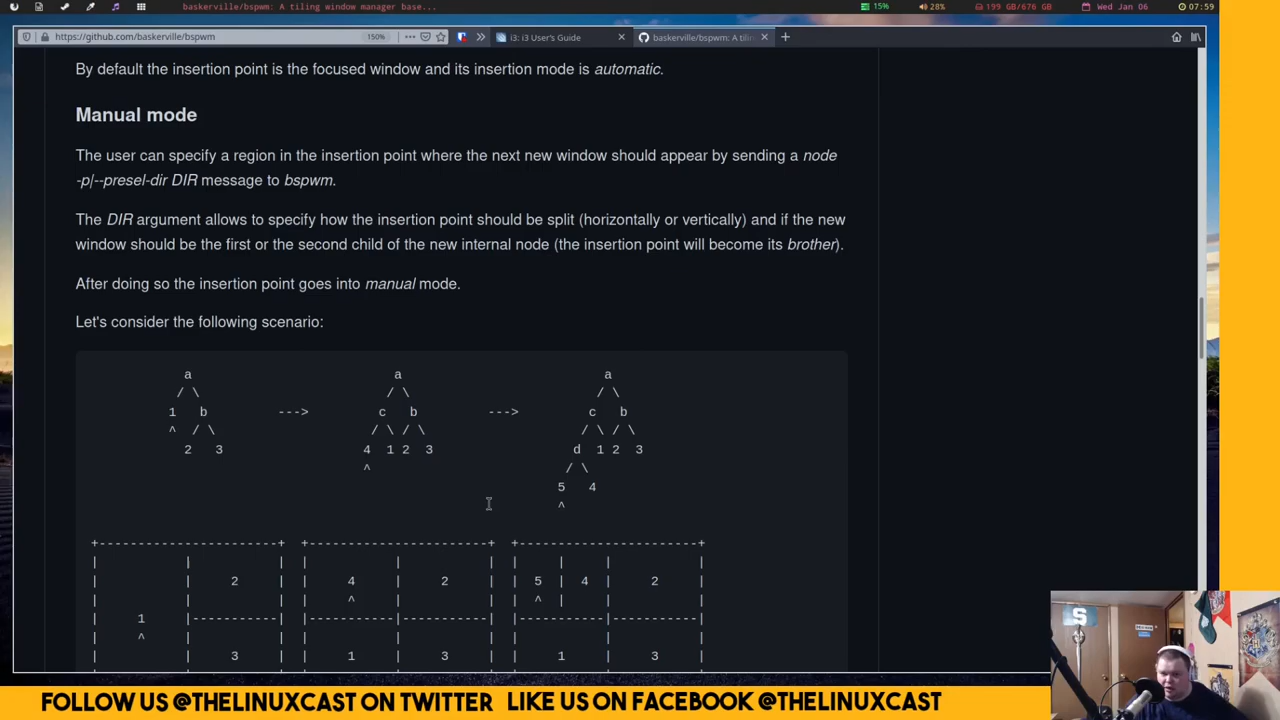 baskerville/bspwm: A tiling window manager base...
15%
28%
199 GB/676 GB
Wed Jan 06
07:59
https://github.com/baskerville/bspwm
150%
i3: i3 User's Guide
baskerville/bspwm: A tili
By default the insertion point is the focused window and its insertion mode is automatic.
Manual mode
The user can specify a region in the insertion point where the next new window should appear by sending a node
-p|--presel-dir DIR message to bspwm.
The DIR argument allows to specify how the insertion point should be split (horizontally or vertically) and if the new
window should be the first or the second child of the new internal node (the insertion point will become its brother).
After doing so the insertion point goes into manual mode.
Let's consider the following scenario:
            a                          a                          a
           / \                        / \                        / \
          1   b         --->         c   b         --->         c   b
          ^  / \                    / \ / \                    / \ / \
            2   3                  4  1 2  3                  d  1 2  3
                                   ^                         / \
                                                            5   4
                                                            ^
+-----------------------+  +-----------------------+  +-----------------------+
|           |           |  |           |           |  |     |     |           |
|           |     2     |  |     4     |     2     |  |  5  |  4  |     2     |
|           |           |  |     ^     |           |  |  ^  |     |           |
|     1     |-----------|  |-----------|-----------|  |-----------|-----------|
|     ^     |           |  |           |           |  |           |           |
|           |     3     |  |     1     |     3     |  |     1     |     3     |
FOLLOW US @THELINUXCAST ON TWITTER LIKE US ON FACEBOOK @THELINUXCAST
S